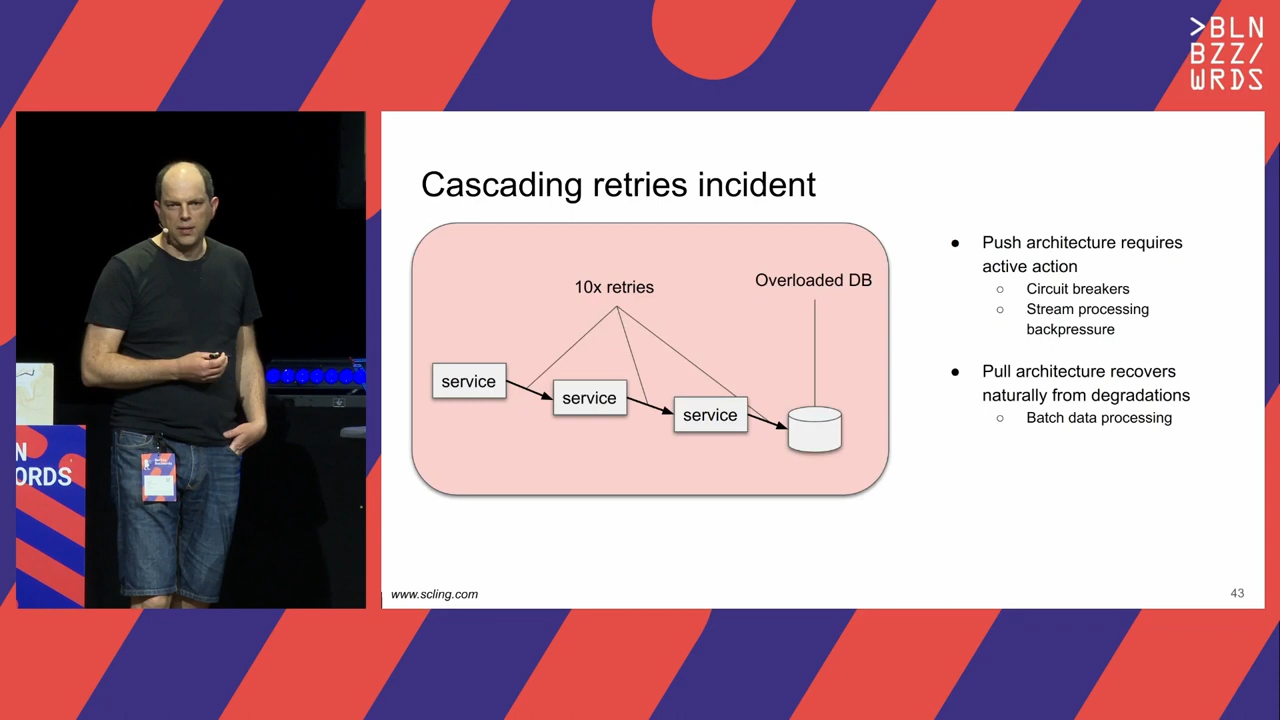 >BLN
BZZ/
WRDS
Cascading retries incident
10x retries
Overloaded DB
service
service
service
● Push architecture requires
active action
○ Circuit breakers
○ Stream processing
backpressure
● Pull architecture recovers
naturally from degradations
○ Batch data processing
www.scling.com
43
N
ORDS